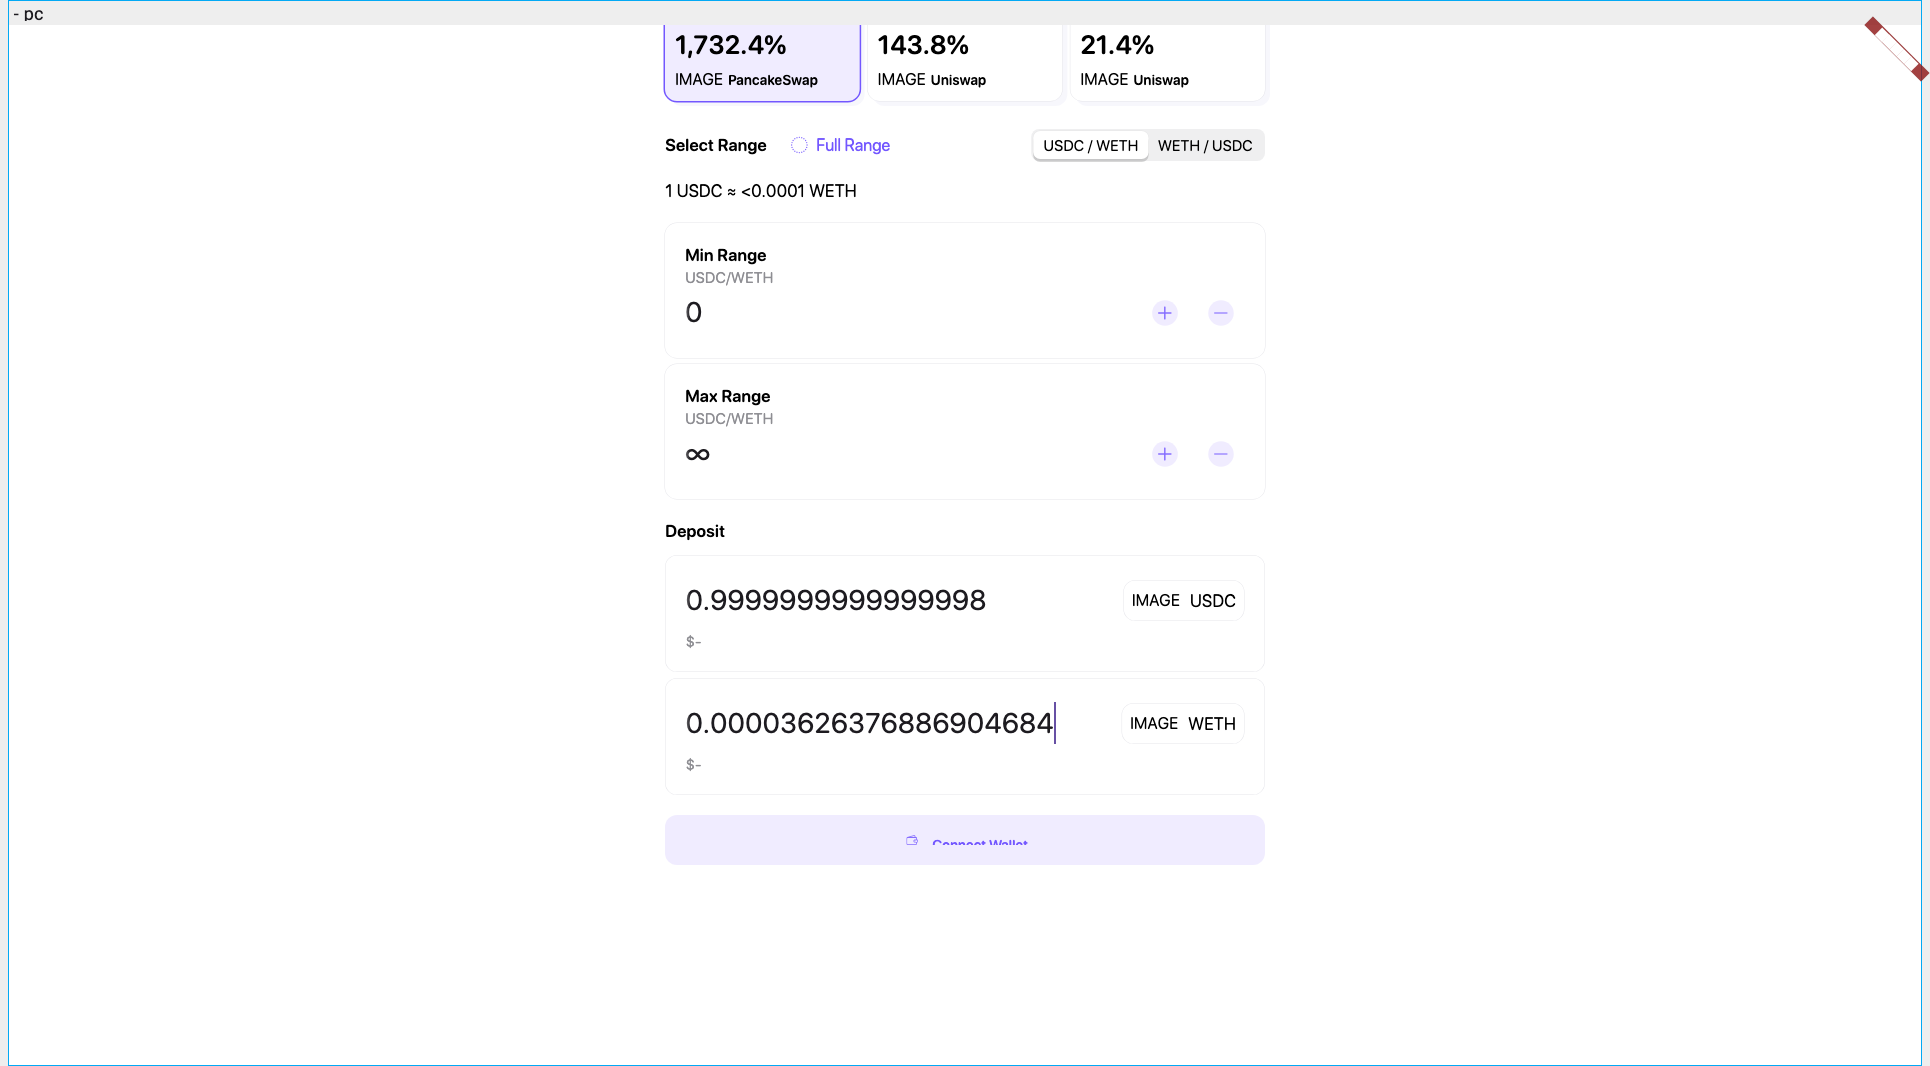 - pc
1,732.4% 143.8% 21.4%
IMAGE PancakeSwap IMAGE Uniswap IMAGE Uniswap
Select Range Full Range USDC / WETH WETH / USDC
1 USDC ≈ <0.0001 WETH
Min Range
USDC/WETH
0
Max Range
USDC/WETH
∞
Deposit
0.9999999999999998 IMAGE USDC
$-
0.00003626376886904684 IMAGE WETH
$-
Connect Wallet